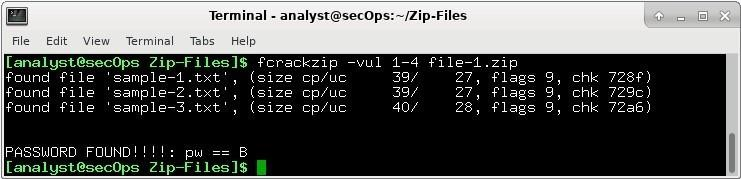 Terminal - analyst@secOps:~/Zip-Files
File Edit View Terminal Tabs Help
[analyst@secOps Zip-Files]$ fcrackzip -vul 1-4 file-1.zip
found file 'sample-1.txt', (size cp/uc     39/    27, flags 9, chk 728f)
found file 'sample-2.txt', (size cp/uc     39/    27, flags 9, chk 729c)
found file 'sample-3.txt', (size cp/uc     40/    28, flags 9, chk 72a6)
PASSWORD FOUND!!!!: pw == B
[analyst@secOps Zip-Files]$